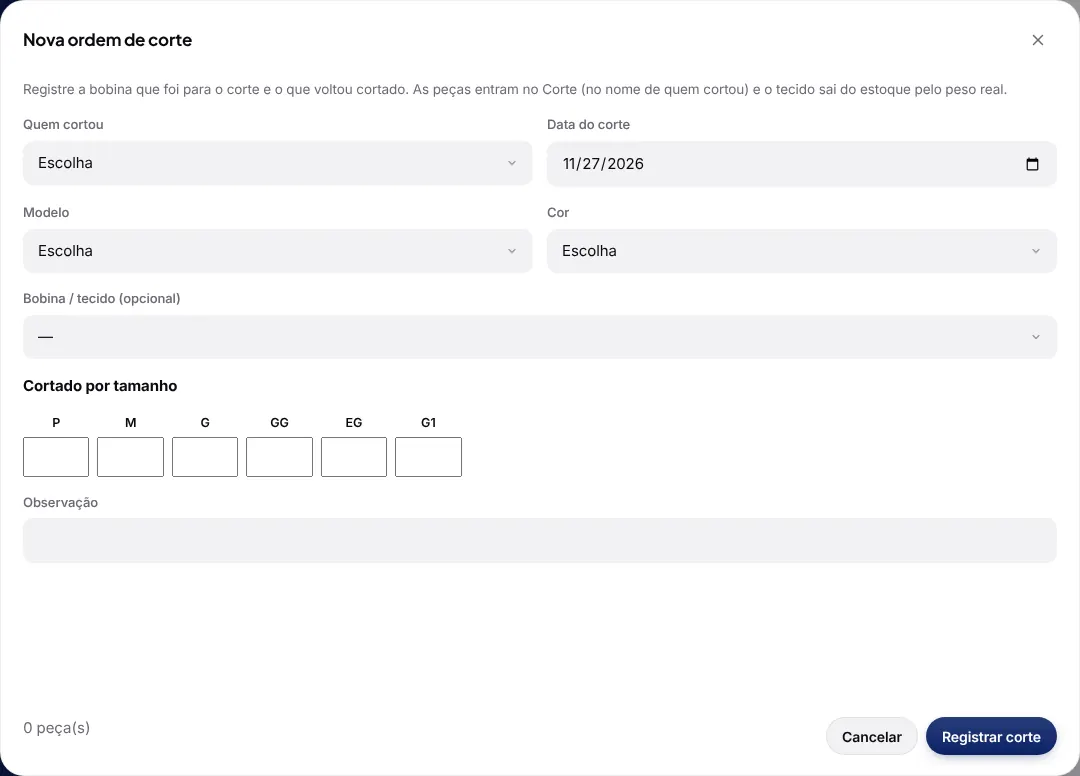 Nova ordem de corte
Registre a bobina que foi para o corte e o que voltou cortado. As peças entram no Corte (no nome de quem cortou) e o tecido sai do estoque pelo peso real.
Quem cortou
Data do corte
Escolha
11/27/2026
Modelo
Cor
Escolha
Escolha
Bobina / tecido (opcional)
—
Cortado por tamanho
P M G GG EG G1
Observação
0 peça(s)
Cancelar
Registrar corte